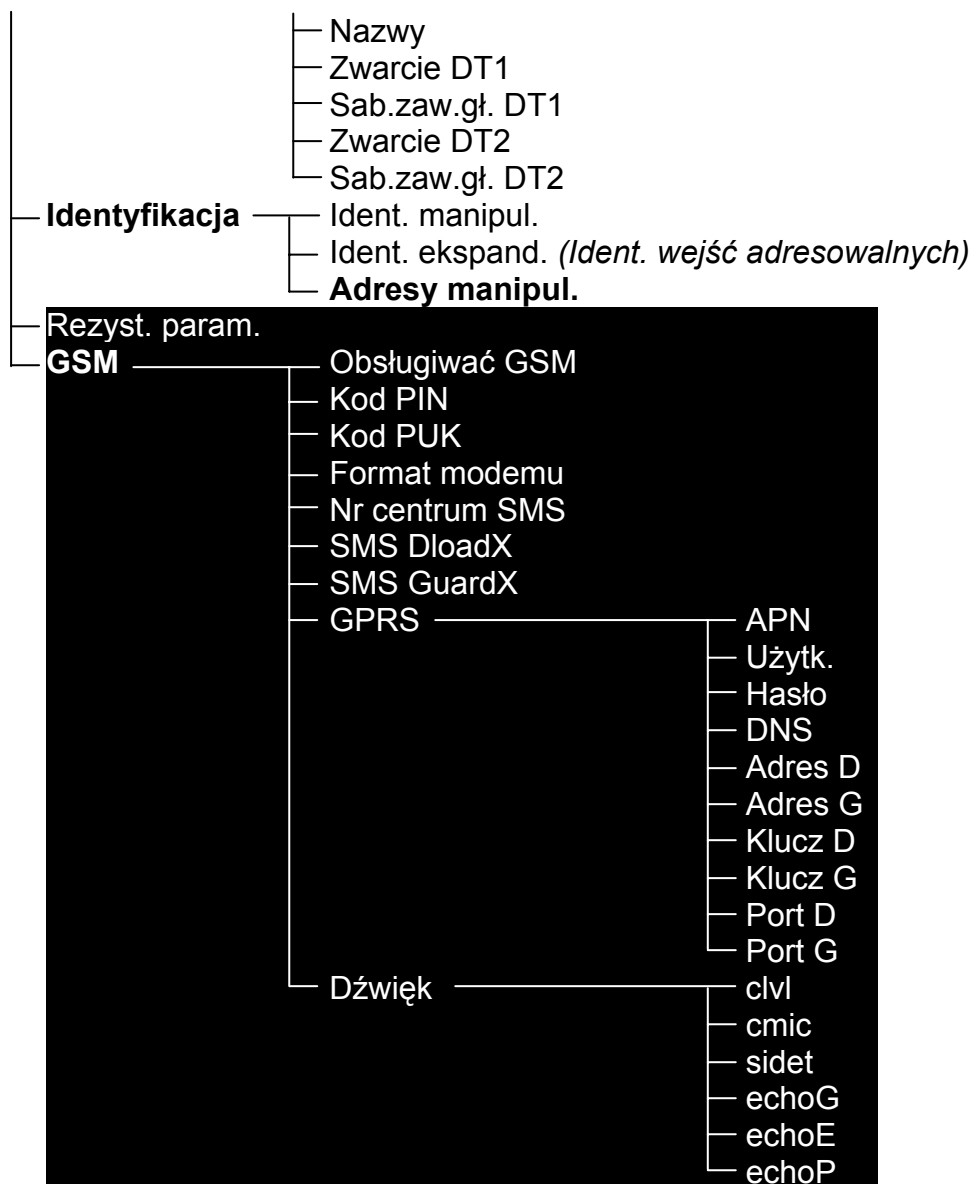 Nazwy
Zwarcie DT1
Sab.zaw.gł. DT1
Zwarcie DT2
Sab.zaw.gł. DT2
Identyfikacja Ident. manipul.
Ident. ekspand. (Ident. wejść adresowalnych)
Adresy manipul.
Rezyst. param.
GSM Obsługiwać GSM
Kod PIN
Kod PUK
Format modemu
Nr centrum SMS
SMS DloadX
SMS GuardX
GPRS APN
Użytk.
Hasło
DNS
Adres D
Adres G
Klucz D
Klucz G
Port D
Port G
Dźwięk clvl
cmic
sidet
echoG
echoE
echoP